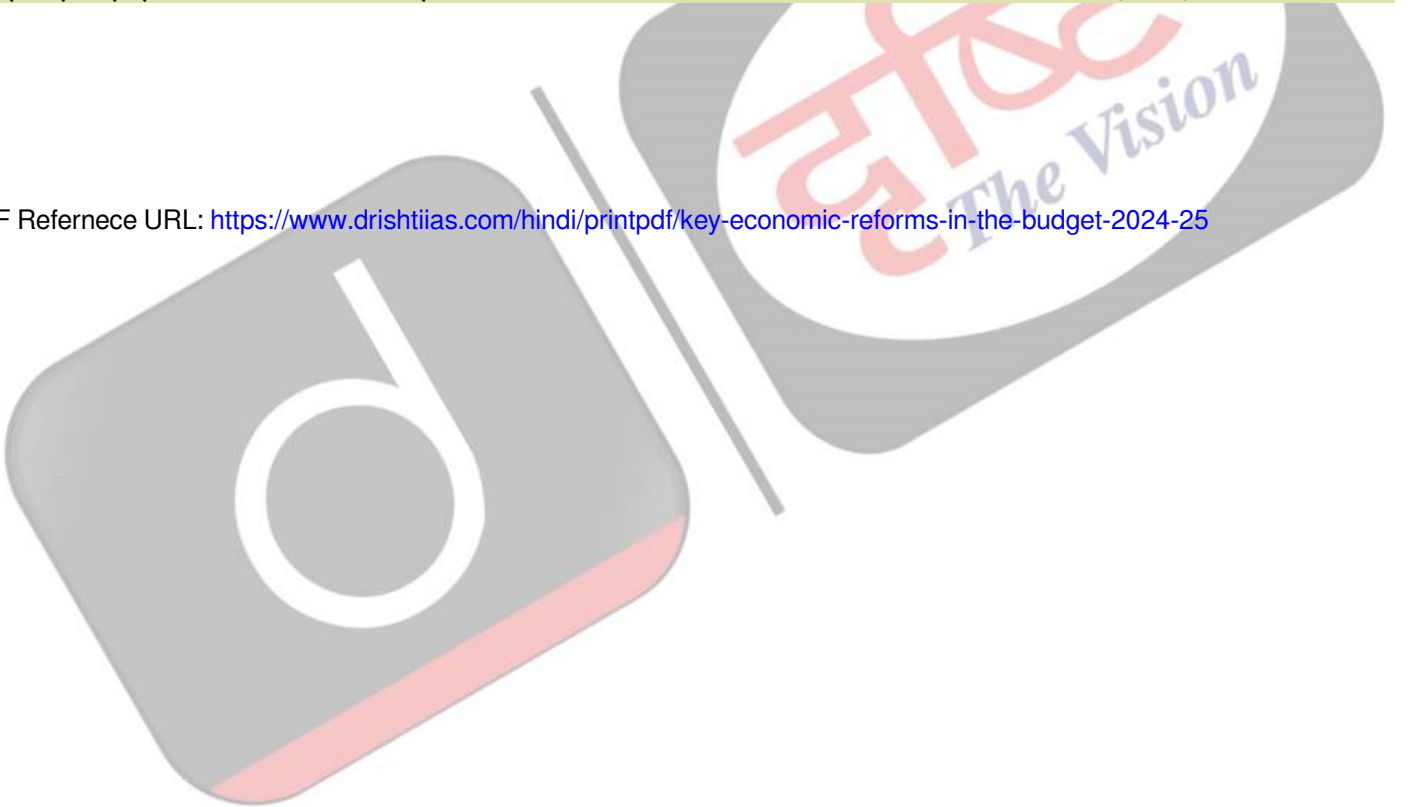 दृष्टि
The Vision
F Refernece URL: https://www.drishtiias.com/hindi/printpdf/key-economic-reforms-in-the-budget-2024-25
d